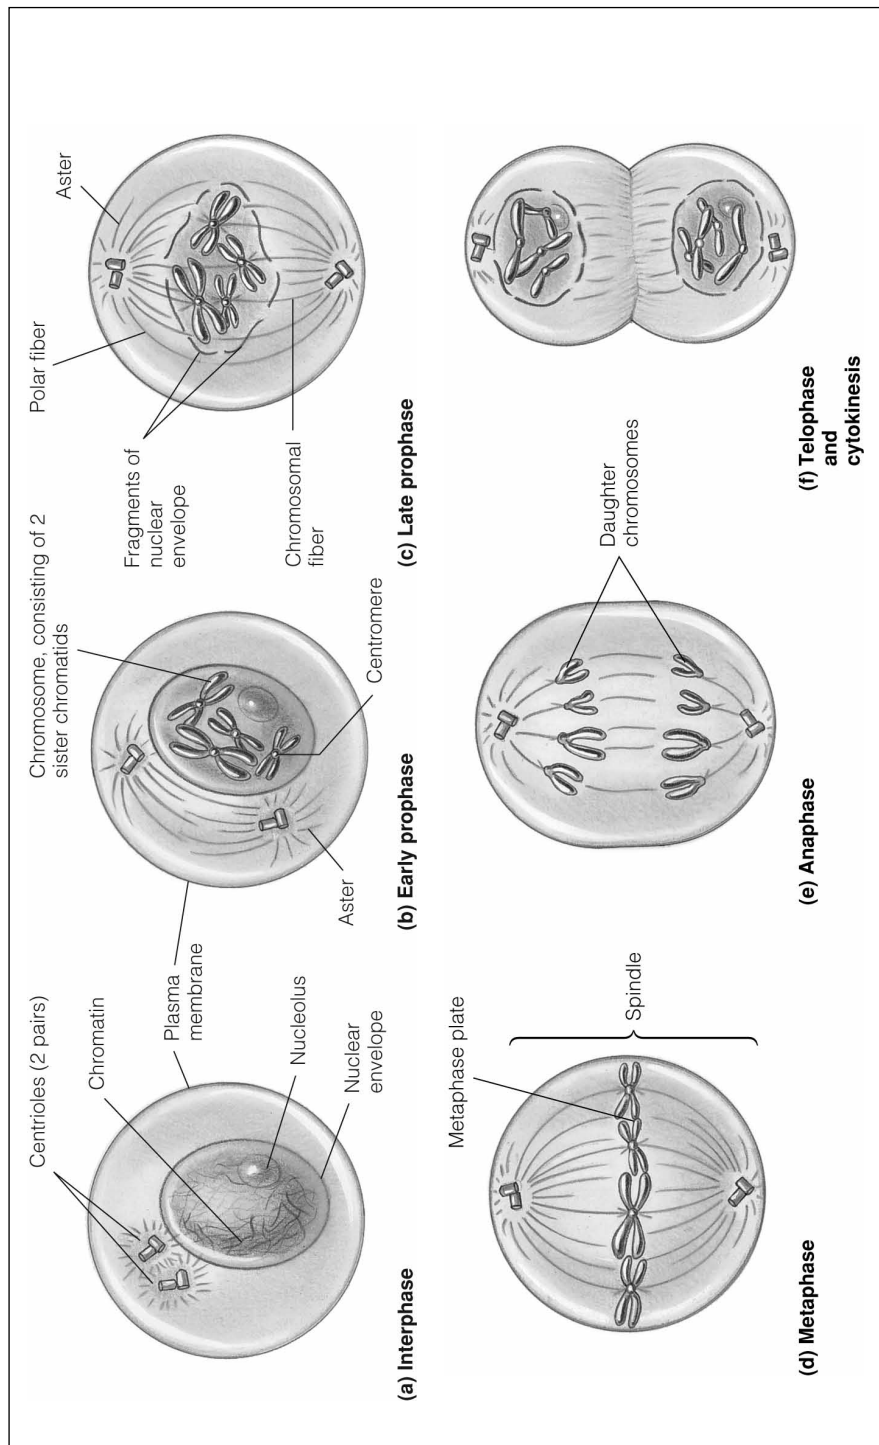 Centrioles (2 pairs)
Chromatin
Plasma
membrane
Nucleolus
Nuclear
envelope
(a) Interphase
Chromosome, consisting of 2
sister chromatids
Centromere
Aster
(b) Early prophase
Polar fiber
Aster
Fragments of
nuclear
envelope
Chromosomal
fiber
(c) Late prophase
Metaphase plate
Spindle
(d) Metaphase
Daughter
chromosomes
(e) Anaphase
(f) Telophase
and
cytokinesis